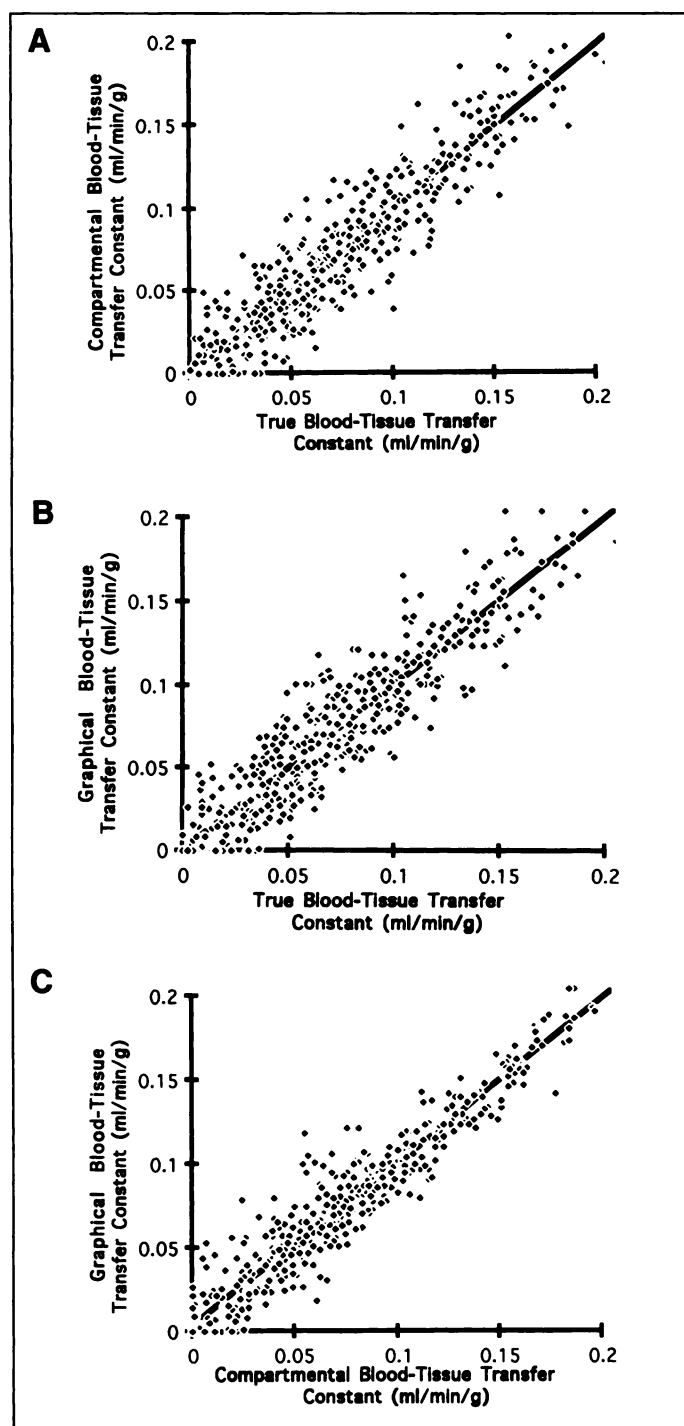 A
Compartmental Blood-Tissue
Transfer Constant (ml/min/g)
0.2
0.15
0.1
0.05
0
0 0.05 0.1 0.15 0.2
True Blood-Tissue Transfer
Constant (ml/min/g)
B
Graphical Blood-Tissue
Transfer Constant (ml/min/g)
0.2
0.15
0.1
0.05
0
0 0.05 0.1 0.15 0.2
True Blood-Tissue Transfer
Constant (ml/min/g)
C
Graphical Blood-Tissue
Transfer Constant (ml/min/g)
0.2
0.15
0.1
0.05
0
0 0.05 0.1 0.15 0.2
Compartmental Blood-Tissue Transfer
Constant (ml/min/g)